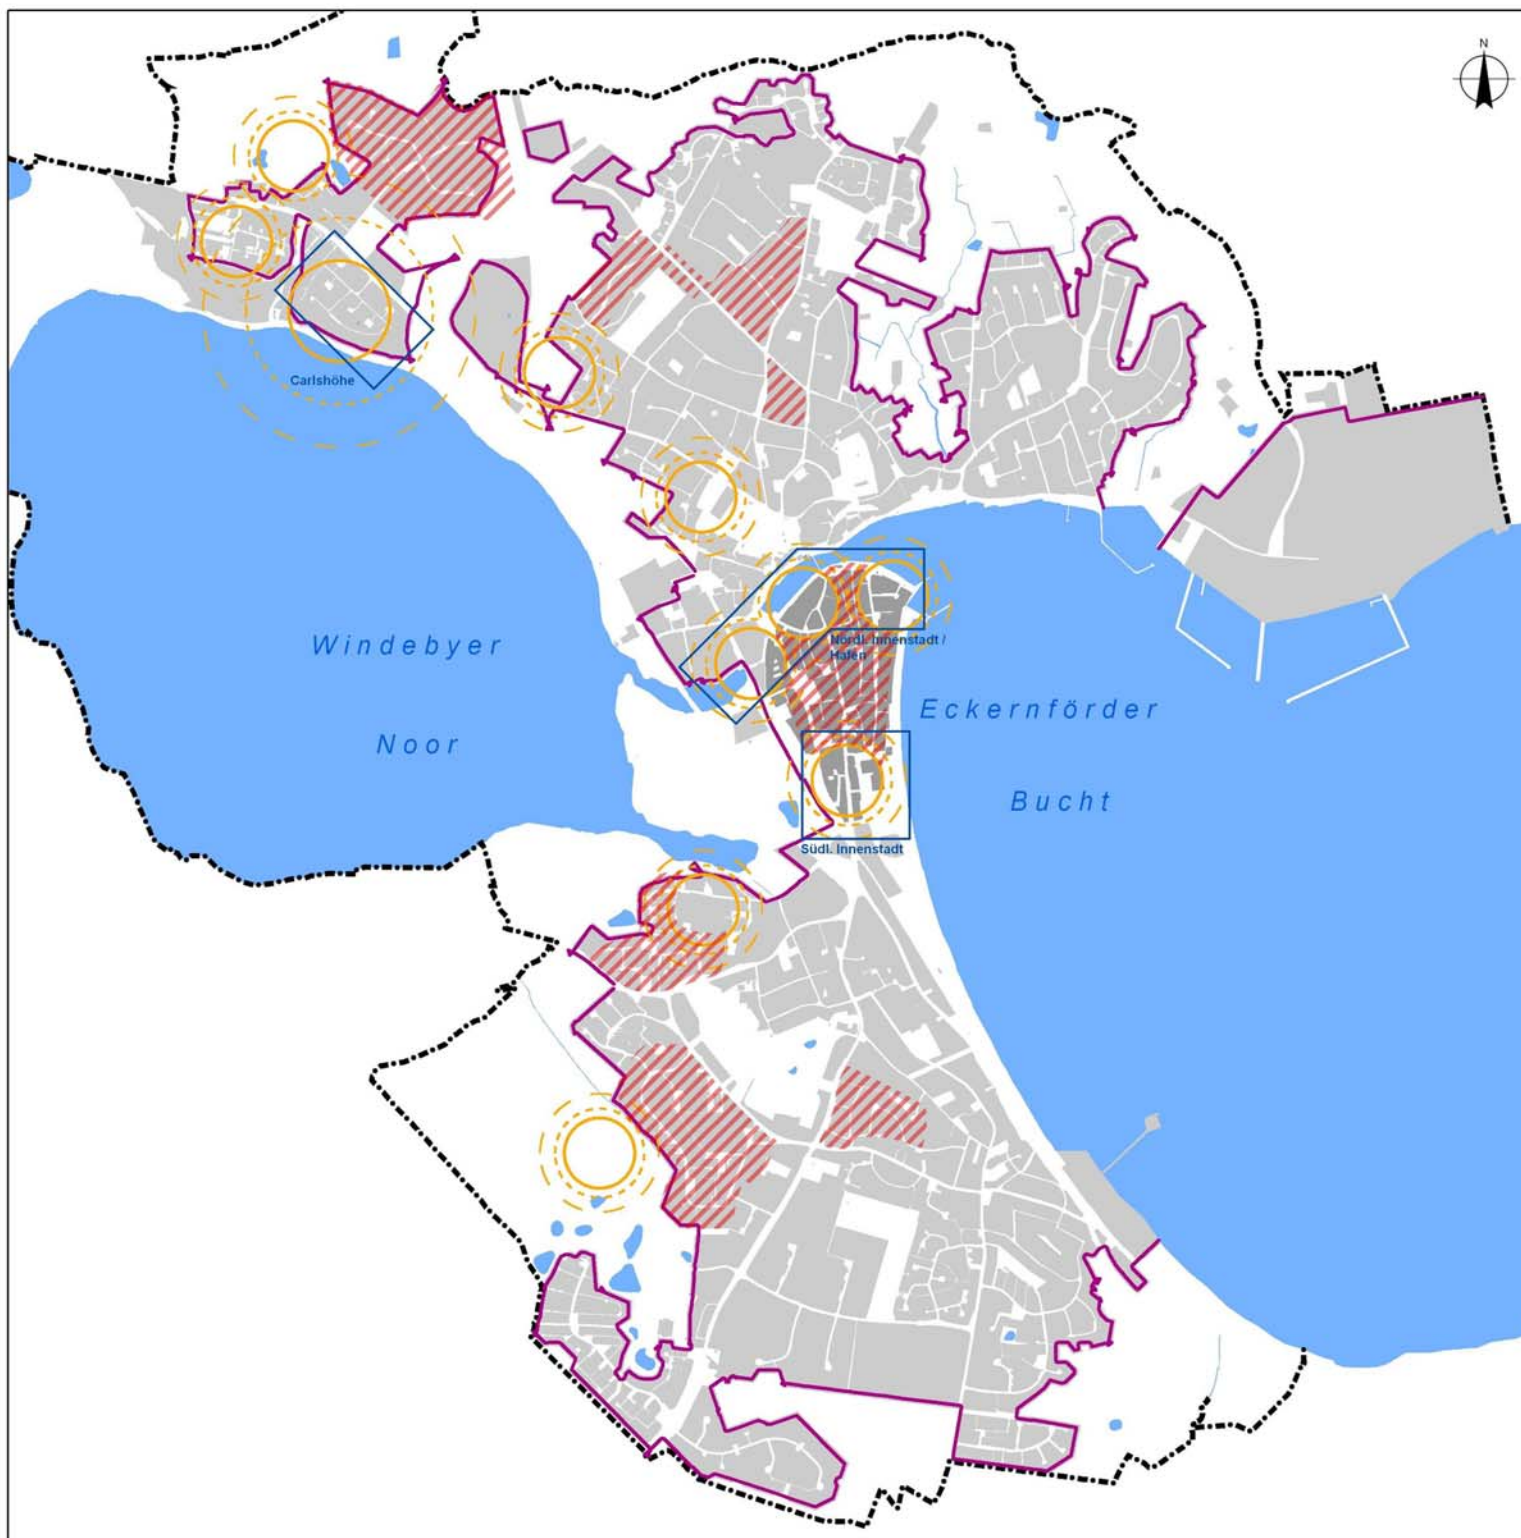 N
Carlshöhe
Windebyer
Noor
Nördl. Innenstadt /
Hafen
Eckernförder
Bucht
Südl. Innenstadt